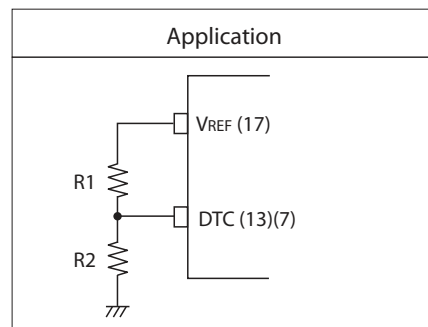 Application
VREF (17)
R1
DTC (13)(7)
R2